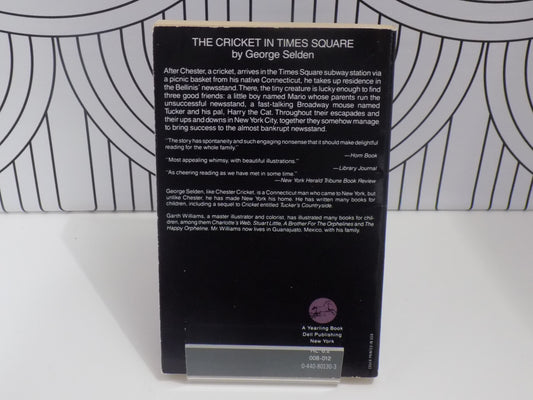 THE CRICKET IN TIMES SQUARE
by George Selden
After Chester, a cricket, arrives in the Times Square subway station via
a picnic basket from his native Connecticut, he takes up residence in
the Bellinis' newsstand. There, the tiny creature is lucky enough to find
three good friends: a little boy named Mario whose parents run the
unsuccessful newsstand, a fast-talking Broadway mouse named
Tucker and his pal, Harry the Cat. Throughout their escapades and
their ups and downs in New York City, together they somehow manage
to bring success to the almost bankrupt newsstand.
"The story has spontaneity and such engaging nonsense that it should make delightful
reading for the whole family."
—Horn Book
"Most appealing whimsy, with beautiful illustrations."
—Library Journal
"As cheering reading as we have met in some time."
—New York Herald Tribune Book Review
George Selden, like Chester Cricket, is a Connecticut man who came to New York, but
unlike Chester, he has made New York his home. He has written many books for
children, including a sequel to Cricket entitled Tucker's Countryside.
Garth Williams, a master illustrator and colorist, has illustrated many books for chil-
dren, among them Charlotte's Web, Stuart Little, A Brother For The Orphelines and The
Happy Orpheline. Mr Williams now lives in Guanajuato, Mexico, with his family.
A Yearling Book
Dell Publishing
New York
008-012
0-440-80130-3